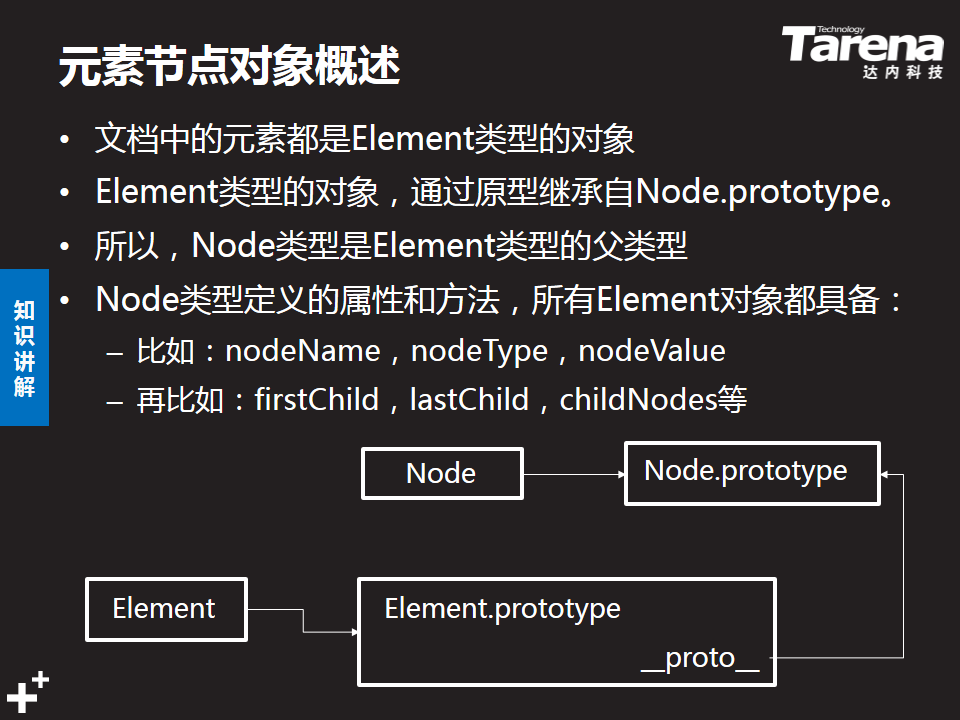 元素节点对象概述
Technology
Tarena
达内科技
• 文档中的元素都是Element类型的对象
• Element类型的对象，通过原型继承自Node.prototype。
• 所以，Node类型是Element类型的父类型
• Node类型定义的属性和方法，所有Element对象都具备：
– 比如：nodeName，nodeType，nodeValue
– 再比如：firstChild，lastChild，childNodes等
知识讲解
Node
Node.prototype
Element
Element.prototype
__proto__